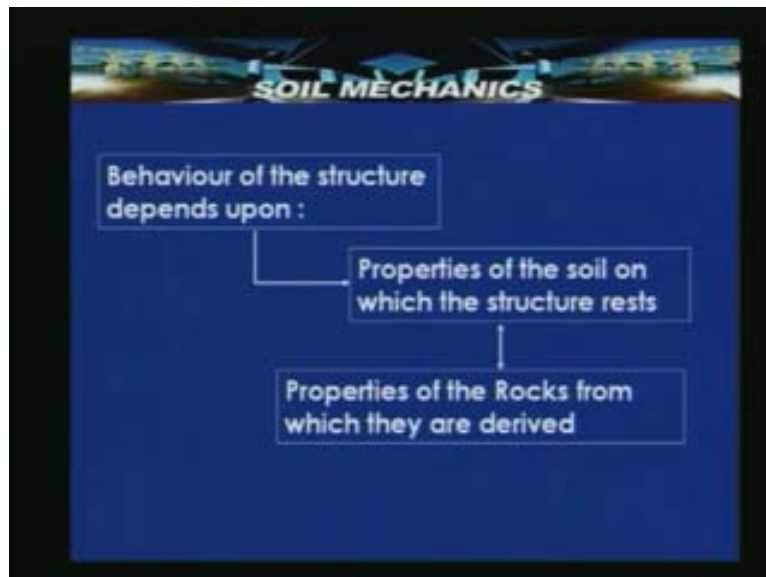 SOIL MECHANICS
Behaviour of the structure
depends upon :
Properties of the soil on
which the structure rests
Properties of the Rocks from
which they are derived